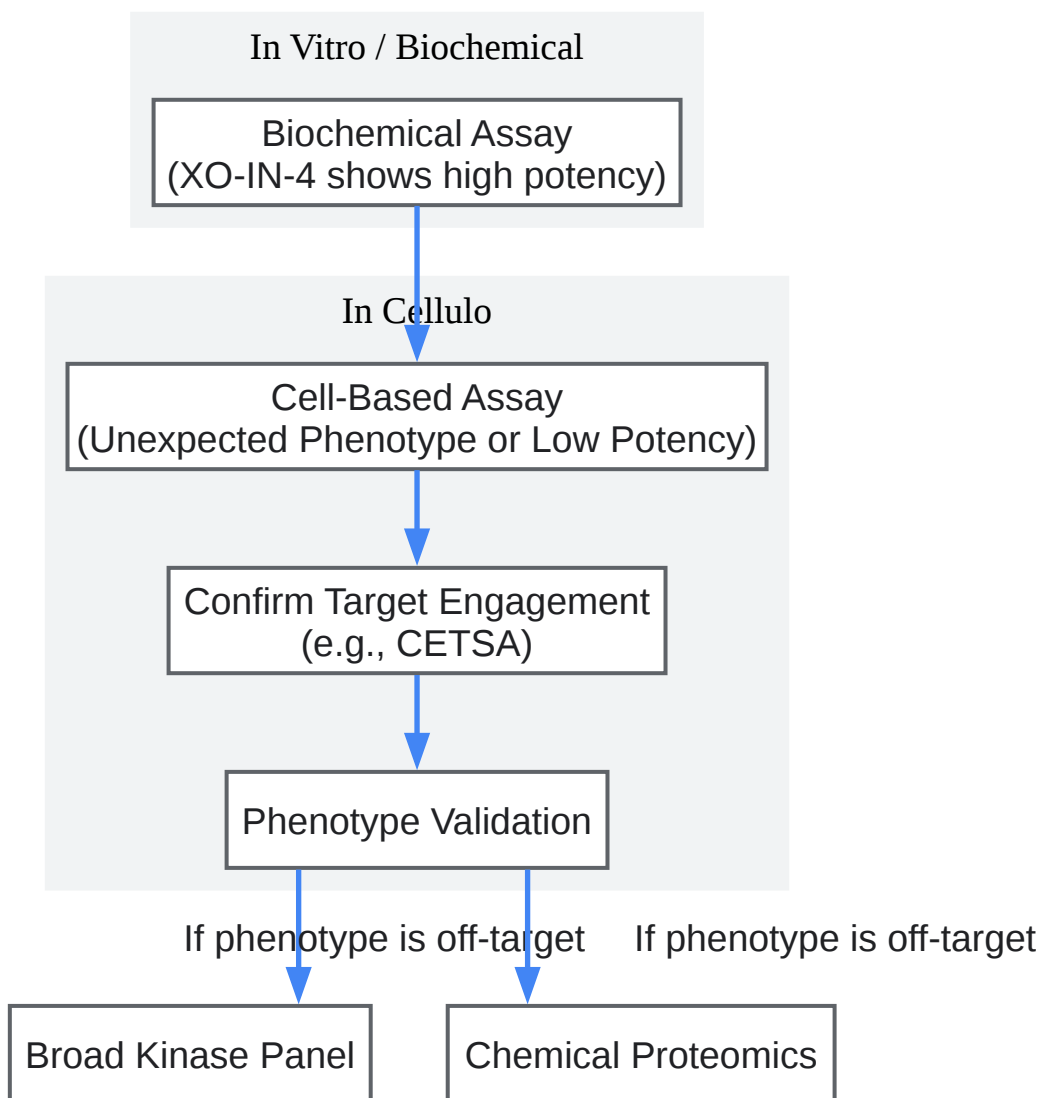 In Vitro / Biochemical
Biochemical Assay
(XO-IN-4 shows high potency)
In Cellulo
Cell-Based Assay
(Unexpected Phenotype or Low Potency)
Confirm Target Engagement
(e.g., CETSA)
Phenotype Validation
If phenotype is off-target
If phenotype is off-target
Broad Kinase Panel
Chemical Proteomics